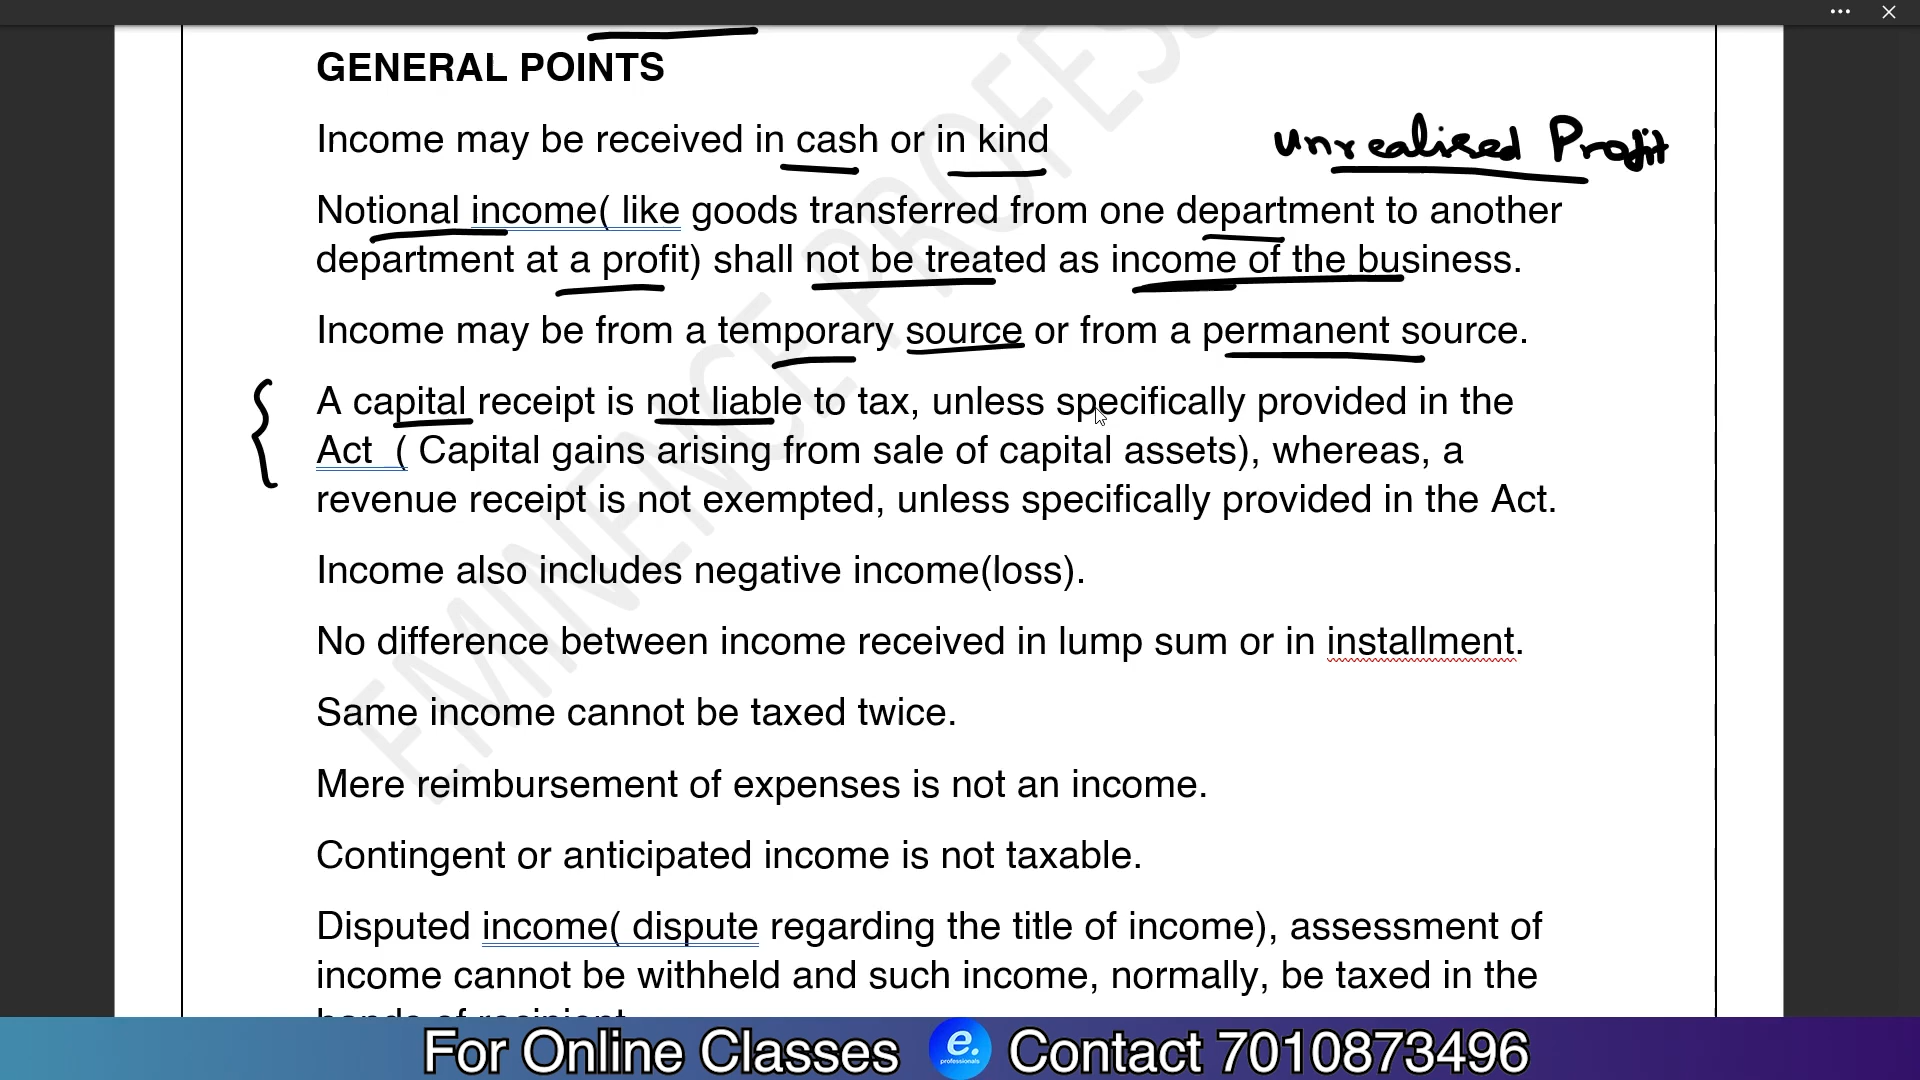 GENERAL POINTS
Income may be received in cash or in kind
unrealised Profit
Notional income( like goods transferred from one department to another
department at a profit) shall not be treated as income of the business.
Income may be from a temporary source or from a permanent source.
A capital receipt is not liable to tax, unless specifically provided in the
Act ( Capital gains arising from sale of capital assets), whereas, a
revenue receipt is not exempted, unless specifically provided in the Act.
Income also includes negative income(loss).
No difference between income received in lump sum or in installment.
Same income cannot be taxed twice.
Mere reimbursement of expenses is not an income.
Contingent or anticipated income is not taxable.
Disputed income( dispute regarding the title of income), assessment of
income cannot be withheld and such income, normally, be taxed in the
hands of recipient
EMINENCE PROFESS
For Online Classes e. professionals Contact 7010873496